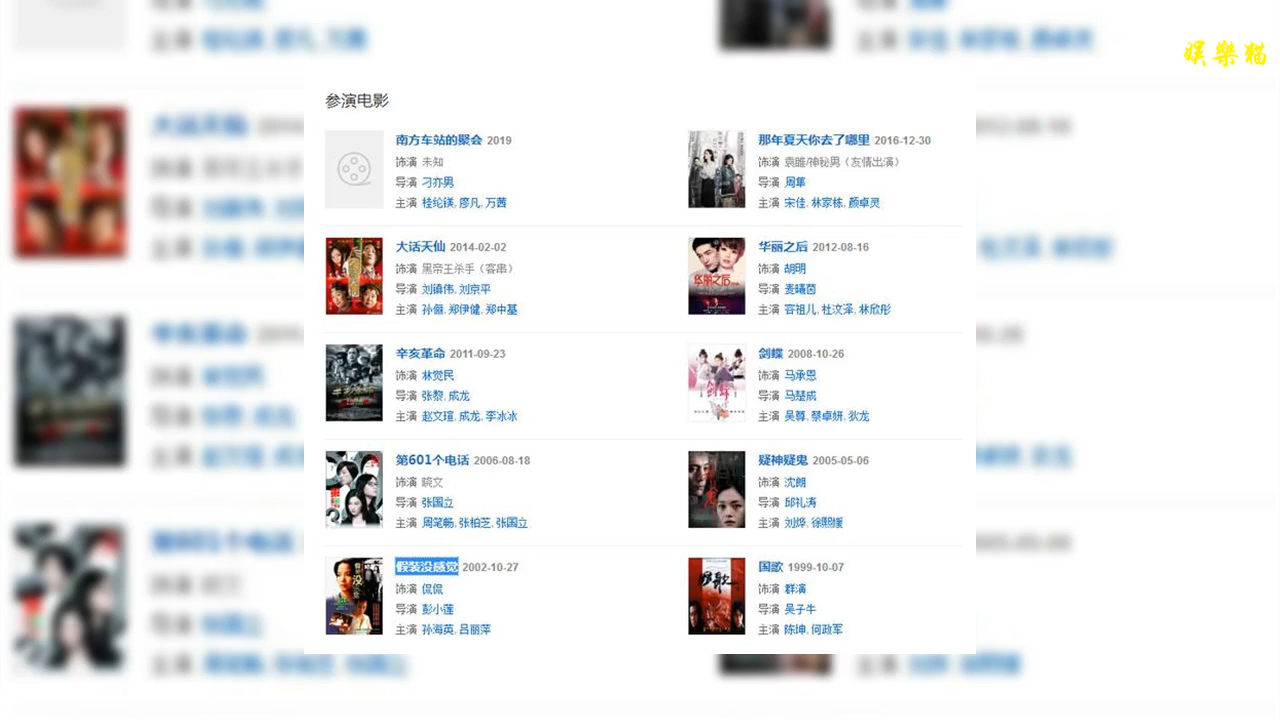 娱樂猫
参演电影
南方车站的聚会 2019
饰演 未知
导演 刁亦男
主演 桂纶镁, 廖凡, 万茜
那年夏天你去了哪里 2016-12-30
饰演 袁雎/神秘男（友情出演）
导演 周隼
主演 宋佳, 林家栋, 颜卓灵
大话天仙 2014-02-02
饰演 黑帝王杀手（客串）
导演 刘镇伟, 刘京平
主演 孙俪, 郑伊健, 郑中基
华丽之后 2012-08-16
饰演 胡明
导演 麦曦茵
主演 容祖儿, 杜汶泽, 林欣彤
辛亥革命 2011-09-23
饰演 林觉民
导演 张黎, 成龙
主演 赵文瑄, 成龙, 李冰冰
剑蝶 2008-10-26
饰演 马承恩
导演 马楚成
主演 吴尊, 蔡卓妍, 狄龙
第601个电话 2006-08-18
饰演 晓文
导演 张国立
主演 周笔畅, 张柏芝, 张国立
疑神疑鬼 2005-05-06
饰演 沈朗
导演 邱礼涛
主演 刘烨, 徐熙媛
假装没感觉 2002-10-27
饰演 侃侃
导演 彭小莲
主演 孙海英, 吕丽萍
国歌 1999-10-07
饰演 群演
导演 吴子牛
主演 陈坤, 何政军